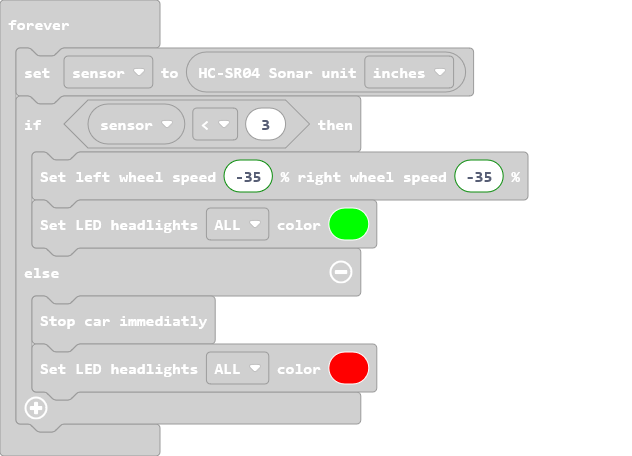 forever
set sensor to HC-SR04 Sonar unit inches
if sensor < 3 then
Set left wheel speed -35 % right wheel speed -35 %
Set LED headlights ALL color
else
Stop car immediatly
Set LED headlights ALL color